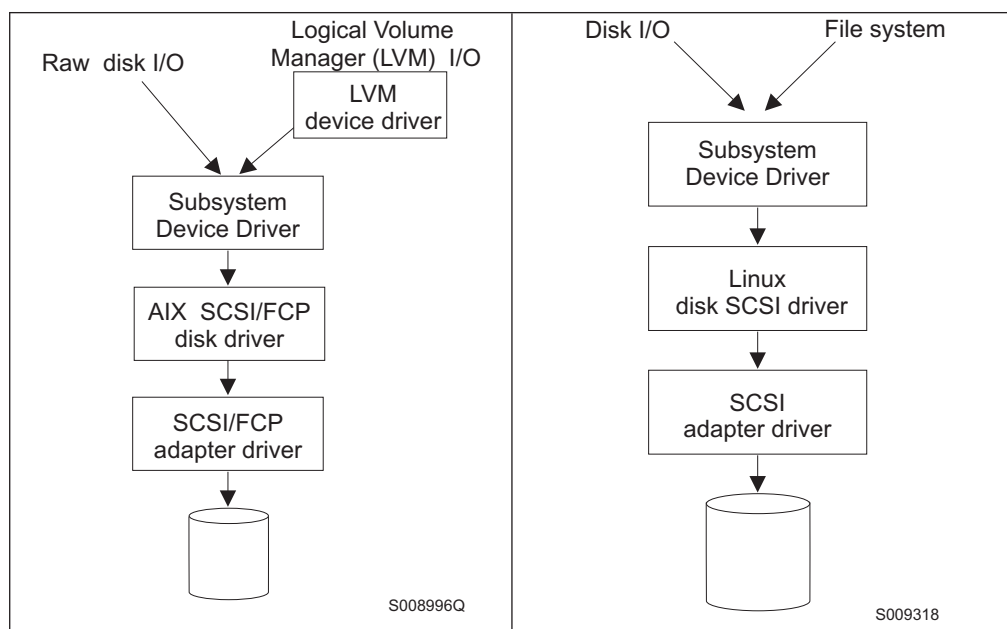 Raw disk I/O
Logical Volume
Manager (LVM) I/O
LVM
device driver
Subsystem
Device Driver
AIX SCSI/FCP
disk driver
SCSI/FCP
adapter driver
S008996Q
Disk I/O
File system
Subsystem
Device Driver
Linux
disk SCSI driver
SCSI
adapter driver
S009318